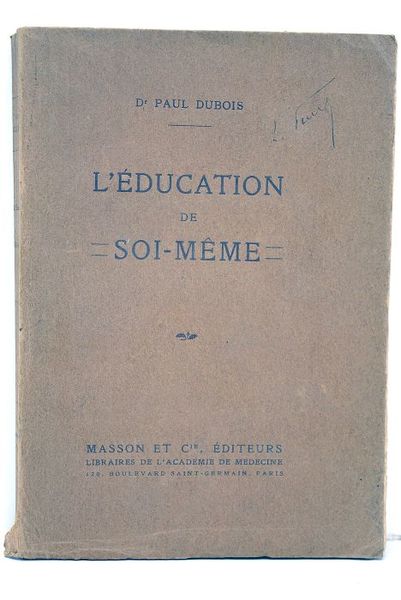 Dr PAUL DUBOIS
L'ÉDUCATION
DE
SOI-MÊME
MASSON ET Cie, ÉDITEURS
LIBRAIRES DE L'ACADÉMIE DE MÉDECINE
120, BOULEVARD SAINT-GERMAIN, PARIS